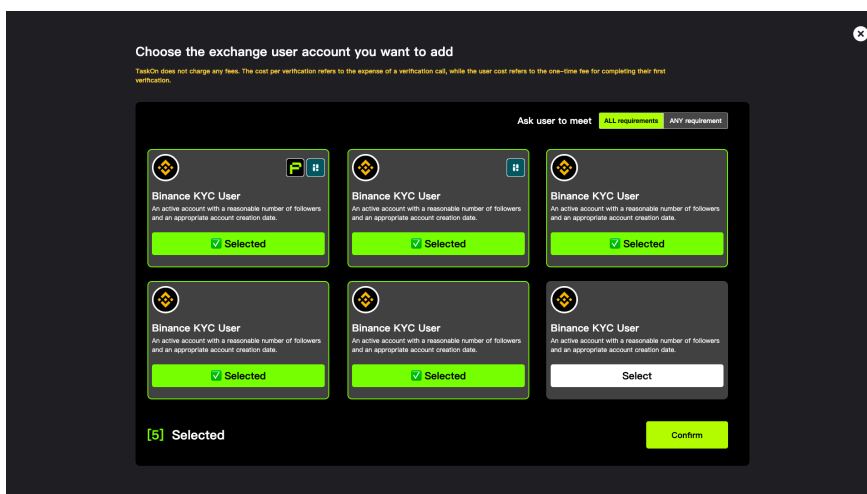 Choose the exchange user account you want to add
TaskOn does not charge any fees. The cost per verification refers to the expense of a verification call, while the user cost refers to the one-time fee for completing their first
verification.
Ask user to meet ALL requirements ANY requirement
Binance KYC User
An active account with a reasonable number of followers
and an appropriate account creation date.
✅ Selected
Binance KYC User
An active account with a reasonable number of followers
and an appropriate account creation date.
✅ Selected
Binance KYC User
An active account with a reasonable number of followers
and an appropriate account creation date.
✅ Selected
Binance KYC User
An active account with a reasonable number of followers
and an appropriate account creation date.
✅ Selected
Binance KYC User
An active account with a reasonable number of followers
and an appropriate account creation date.
✅ Selected
Binance KYC User
An active account with a reasonable number of followers
and an appropriate account creation date.
Select
[5] Selected
Confirm